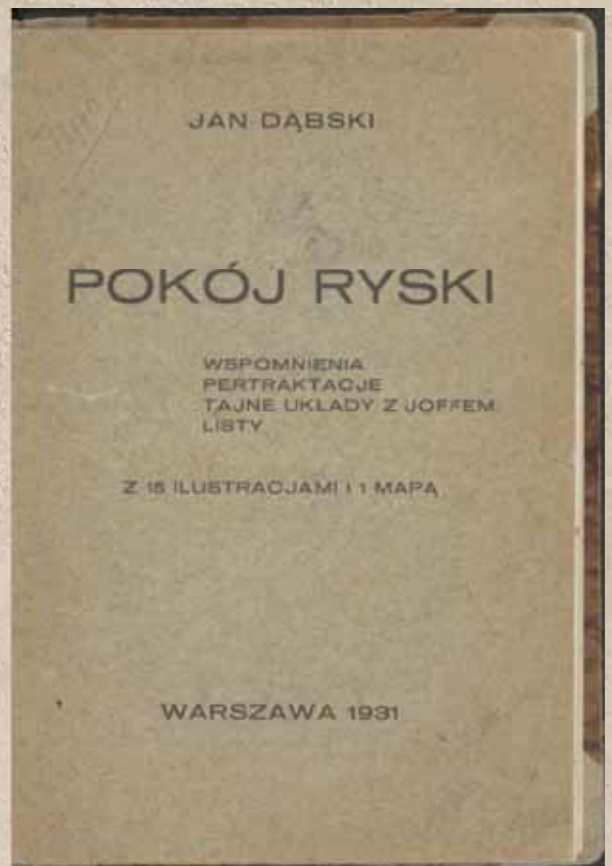 JAN DĄBSKI
POKÓJ RYSKI
WSPOMNIENIA
PERTRAKTACJE
TAJNE UKŁADY Z JOFFEM
LISTY
Z 15 ILUSTRACJAMI I 1 MAPĄ
WARSZAWA 1931